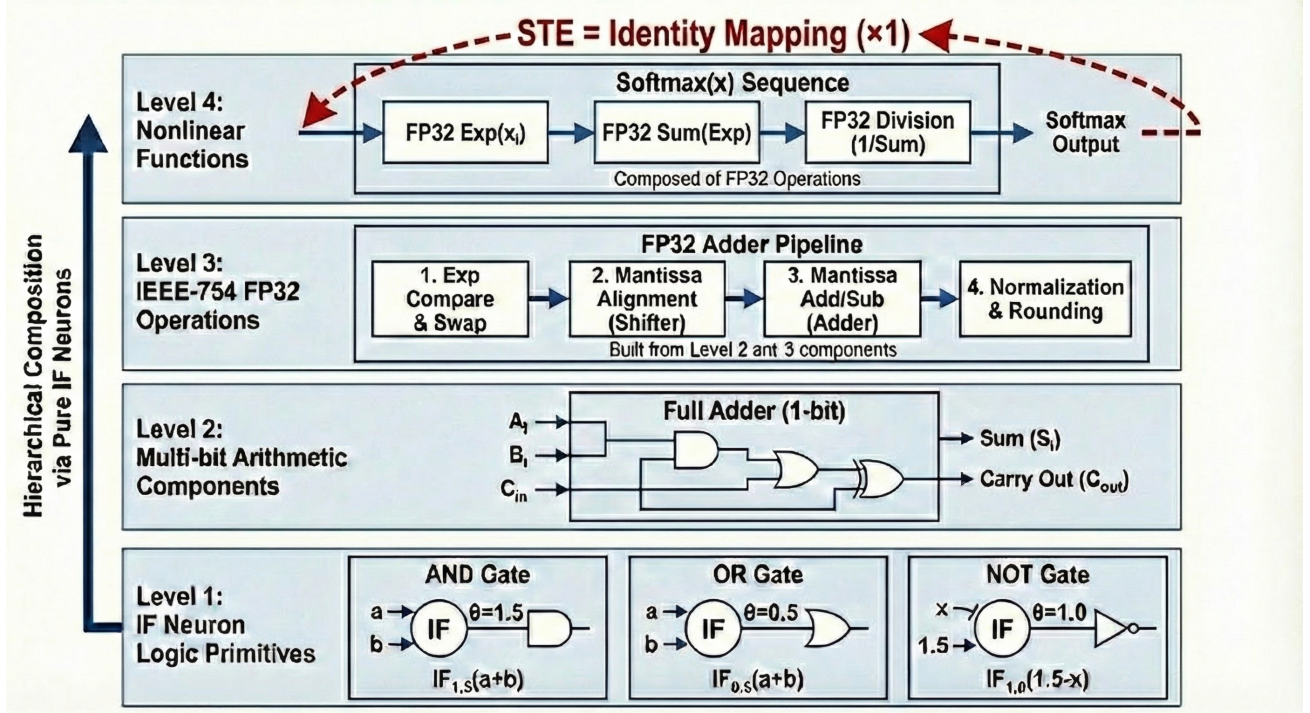 STE = Identity Mapping (×1)
Hierarchical Composition
via Pure IF Neurons
Level 4:
Nonlinear
Functions
Softmax(x) Sequence
FP32 Exp(xᵢ)
FP32 Sum(Exp)
FP32 Division
(1/Sum)
Composed of FP32 Operations
Softmax
Output
Level 3:
IEEE-754 FP32
Operations
FP32 Adder Pipeline
1. Exp
Compare
& Swap
2. Mantissa
Alignment
(Shifter)
3. Mantissa
Add/Sub
(Adder)
4. Normalization
& Rounding
Built from Level 2 ant 3 components
Level 2:
Multi-bit Arithmetic
Components
Full Adder (1-bit)
Aᵢ
Bᵢ
Cᵢₙ
Sum (Sᵢ)
Carry Out (Cₒᵤₜ)
Level 1:
IF Neuron
Logic Primitives
AND Gate
a
b
IF
θ=1.5
IF₁.ₛ(a+b)
OR Gate
a
b
IF
θ=0.5
IF₀.ₛ(a+b)
NOT Gate
x
1.5
IF
θ=1.0
IF₁.₀(1.5-x)